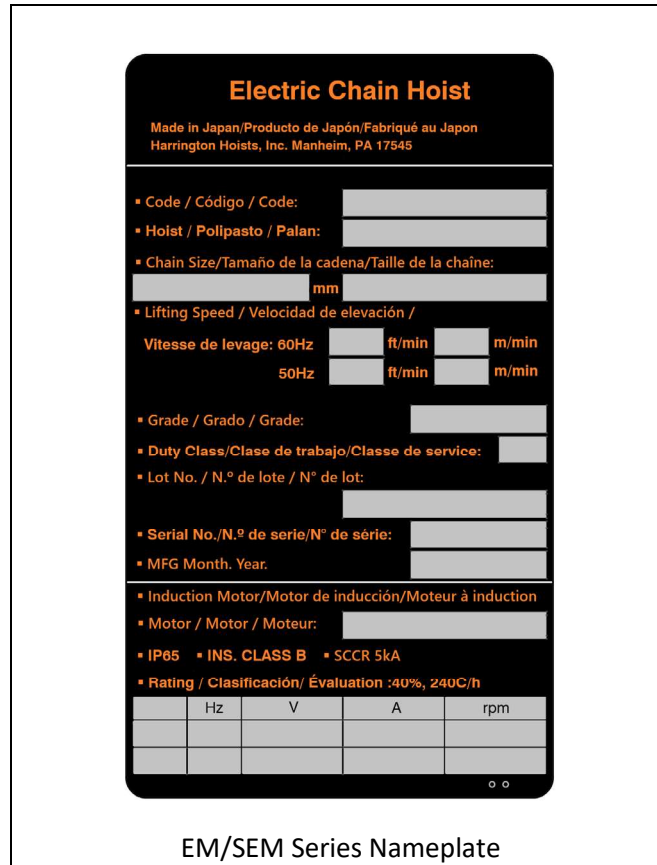 Electric Chain Hoist
Made in Japan/Producto de Japón/Fabriqué au Japon
Harrington Hoists, Inc. Manheim, PA 17545
▪ Code / Código / Code:
▪ Hoist / Polipasto / Palan:
▪ Chain Size/Tamaño de la cadena/Taille de la chaîne:
mm
▪ Lifting Speed / Velocidad de elevación /
Vitesse de levage: 60Hz ft/min m/min
50Hz ft/min m/min
▪ Grade / Grado / Grade:
▪ Duty Class/Clase de trabajo/Classe de service:
▪ Lot No. / N.º de lote / N° de lot:
▪ Serial No./N.º de serie/N° de série:
▪ MFG Month. Year.
▪ Induction Motor/Motor de inducción/Moteur à induction
▪ Motor / Motor / Moteur:
▪ IP65 ▪ INS. CLASS B ▪ SCCR 5kA
▪ Rating / Clasificación/ Évaluation :40%, 240C/h
Hz V A rpm
EM/SEM Series Nameplate